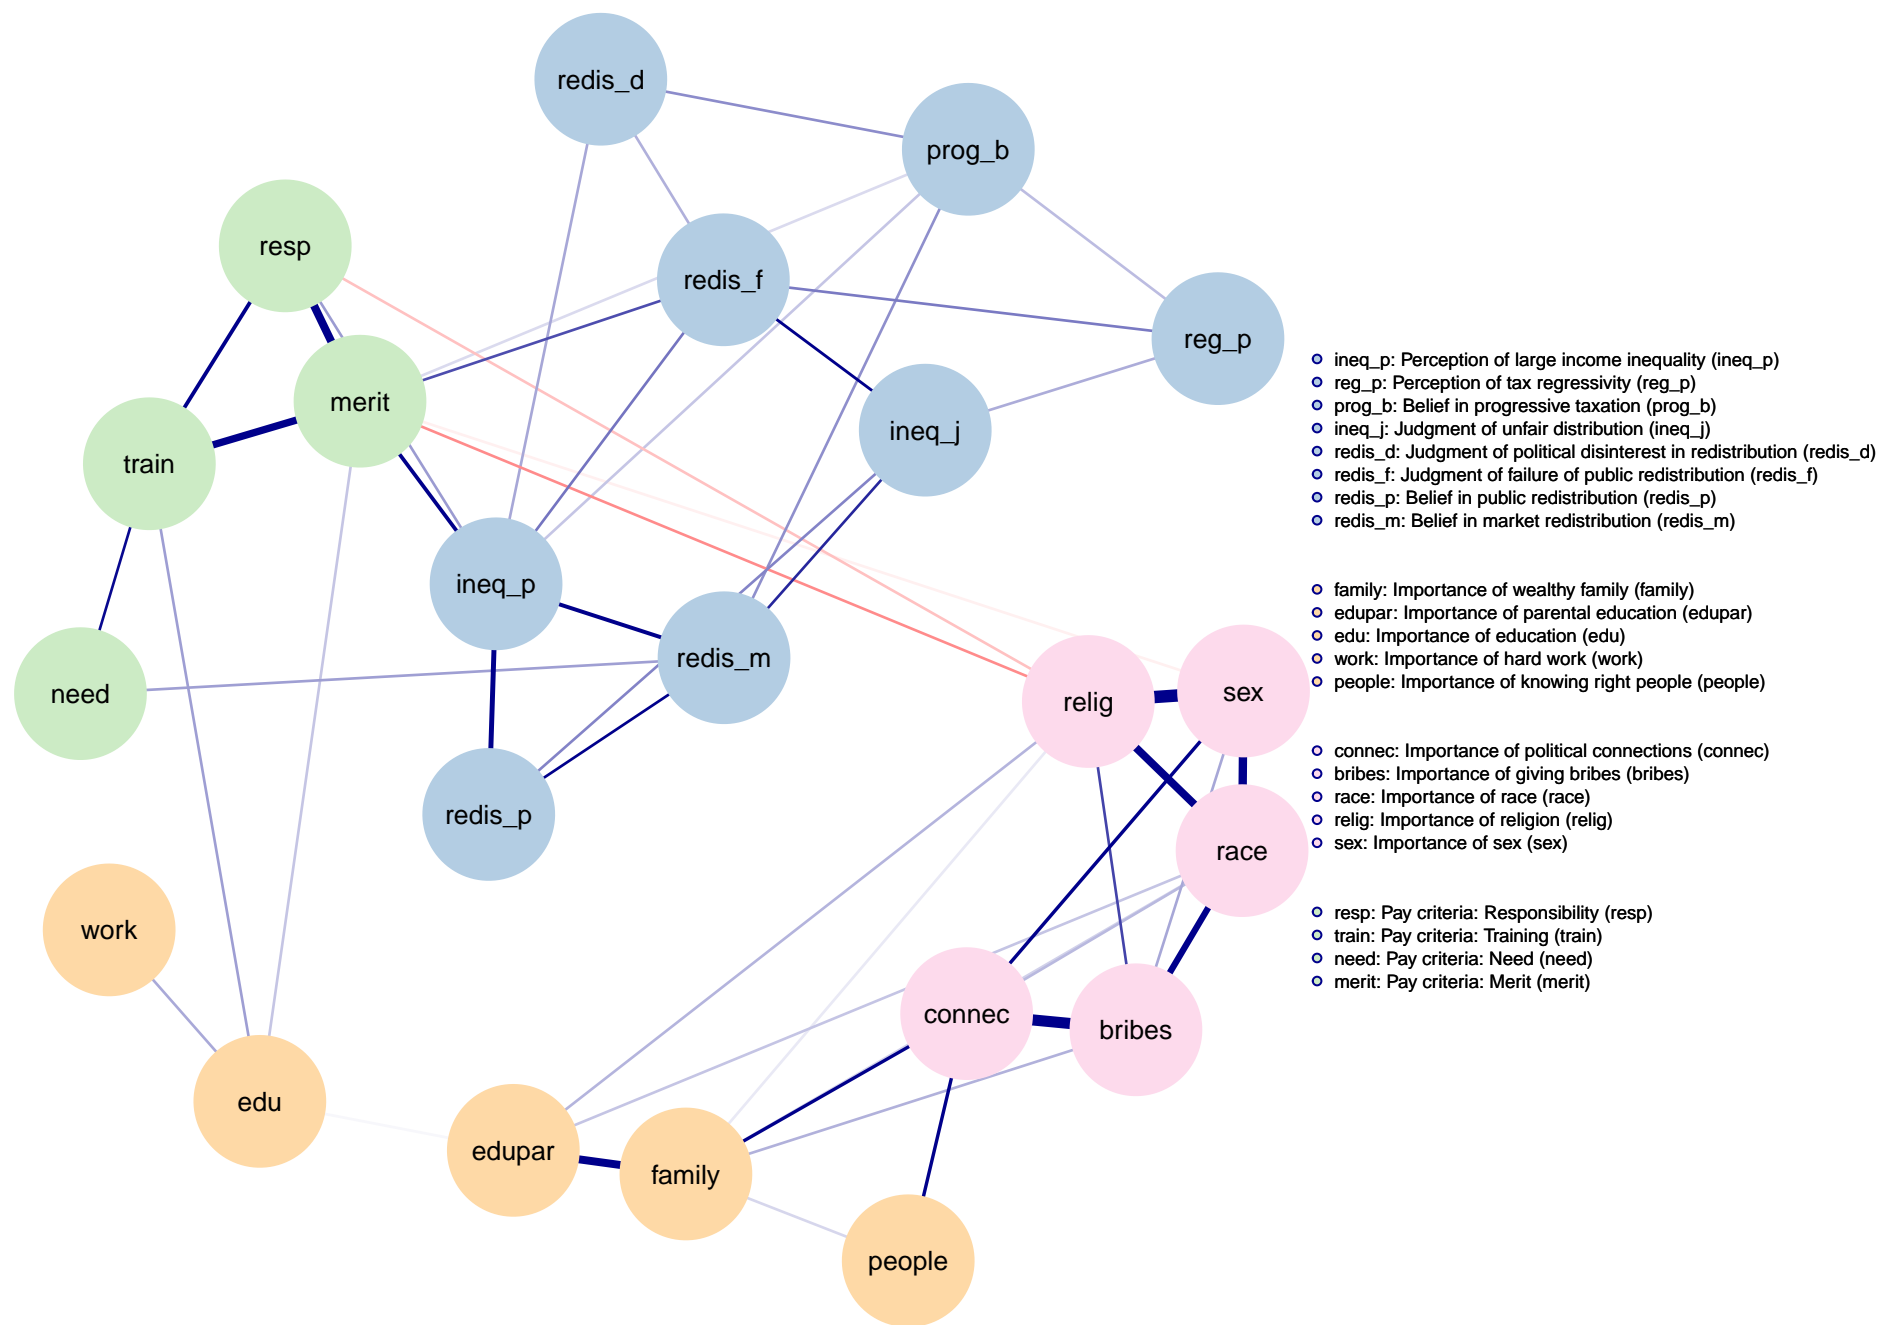 redis_d
prog_b
resp
redis_f
reg_p
merit
ineq_j
train
ineq_p
redis_m
need
relig
sex
redis_p
race
work
connec
bribes
edu
edupar
family
people
ineq_p: Perception of large income inequality (ineq_p)
reg_p: Perception of tax regressivity (reg_p)
prog_b: Belief in progressive taxation (prog_b)
ineq_j: Judgment of unfair distribution (ineq_j)
redis_d: Judgment of political disinterest in redistribution (redis_d)
redis_f: Judgment of failure of public redistribution (redis_f)
redis_p: Belief in public redistribution (redis_p)
redis_m: Belief in market redistribution (redis_m)
family: Importance of wealthy family (family)
edupar: Importance of parental education (edupar)
edu: Importance of education (edu)
work: Importance of hard work (work)
people: Importance of knowing right people (people)
connec: Importance of political connections (connec)
bribes: Importance of giving bribes (bribes)
race: Importance of race (race)
relig: Importance of religion (relig)
sex: Importance of sex (sex)
resp: Pay criteria: Responsibility (resp)
train: Pay criteria: Training (train)
need: Pay criteria: Need (need)
merit: Pay criteria: Merit (merit)